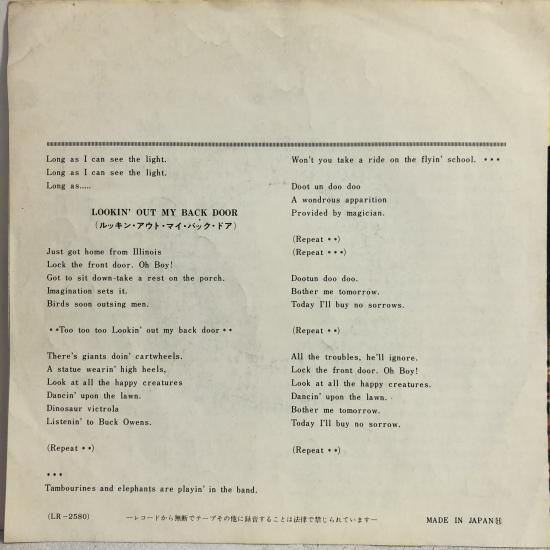 Long as I can see the light.
Long as I can see the light.
Long as.....
LOOKIN' OUT MY BACK DOOR
(ルッキン・アウト・マイ・バック・ドア)
Just got home from Illinois
Lock the front door. Oh Boy!
Got to sit down-take a rest on the porch.
Imagination sets it.
Birds soon outsing men.
**Too too too Lookin' out my back door**
There's giants doin' cartwheels.
A statue wearin' high heels,
Look at all the happy creatures
Dancin' upon the lawn.
Dinosaur victrola
Listenin' to Buck Owens.
(Repeat **)
***
Tambourines and elephants are playin' in the band.
Won't you take a ride on the flyin' school. ***
Doot un doo doo
A wondrous apparition
Provided by magician.
(Repeat **)
(Repeat ***)
Dootun doo doo.
Bother me tomorrow.
Today I'll buy no sorrows.
(Repeat **)
All the troubles, he'll ignore.
Lock the front door. Oh Boy!
Look at all the happy creatures.
Dancin' upon the lawn.
Bother me tomorrow.
Today I'll buy no sorrow.
(Repeat **)
(LR-2580)
—レコードから無断でテープその他に録音することは法律で禁じられています—
MADE IN JAPAN